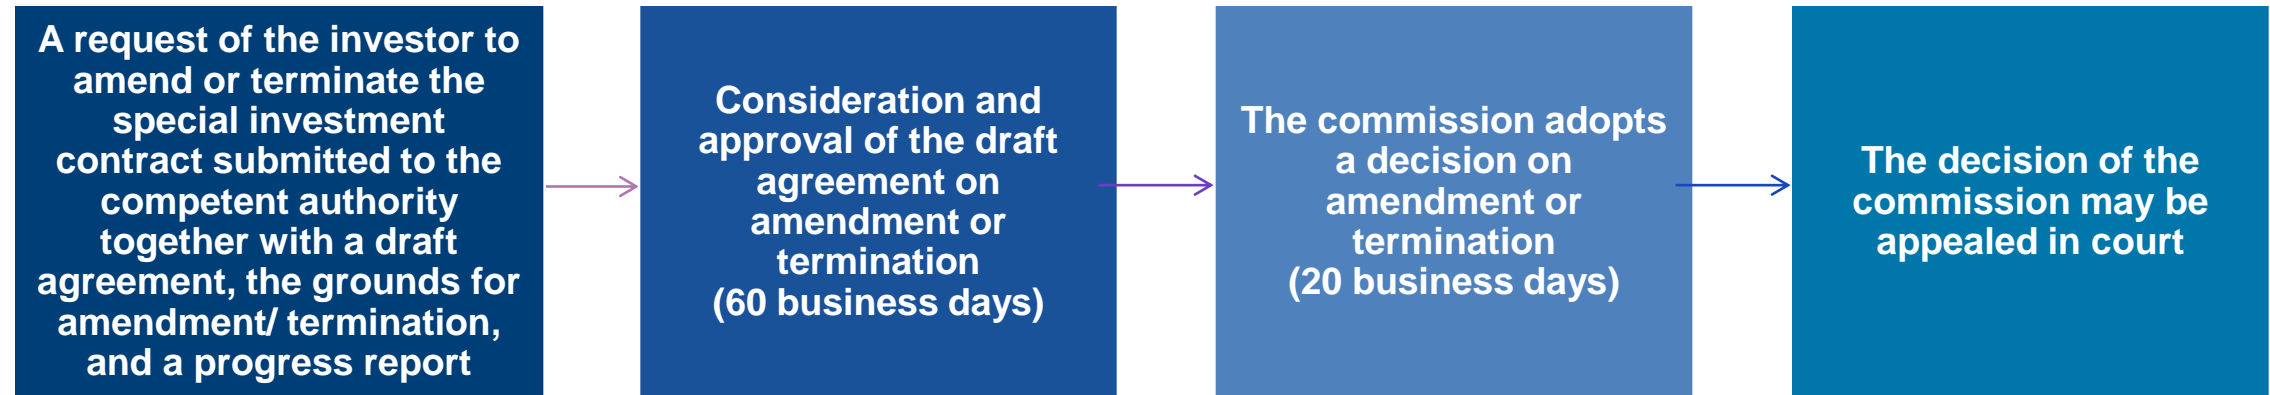 A request of the investor to
amend or terminate the
special investment
contract submitted to the
competent authority
together with a draft
agreement, the grounds for
amendment/ termination,
and a progress report
Consideration and
approval of the draft
agreement on
amendment or
termination
(60 business days)
The commission adopts
a decision on
amendment or
termination
(20 business days)
The decision of the
commission may be
appealed in court